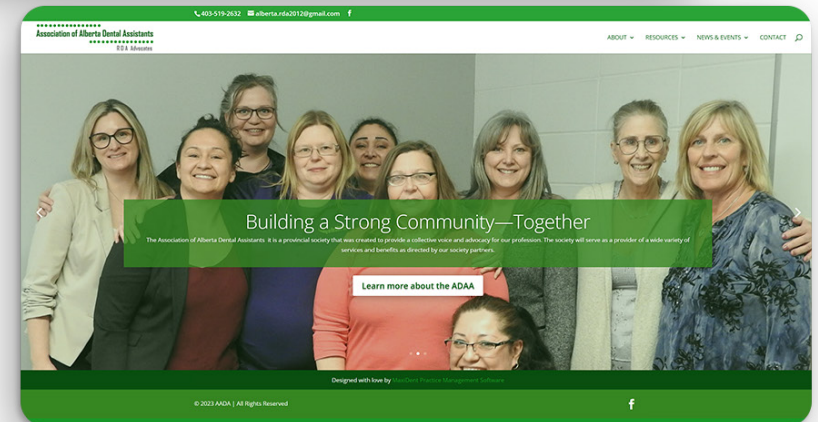 403-519-2632 alberta.rda2012@gmail.com
Association of Alberta Dental Assistants
RDA Advocates
ABOUT RESOURCES NEWS & EVENTS CONTACT
Building a Strong Community—Together
The Association of Alberta Dental Assistants it is a provincial society that was created to provide a collective voice and advocacy for our profession. The society will serve as a provider of a wide variety of
services and benefits as directed by our society partners.
Learn more about the ADAA
Designed with love by MaxiDent Practice Management Software
© 2023 AADA | All Rights Reserved